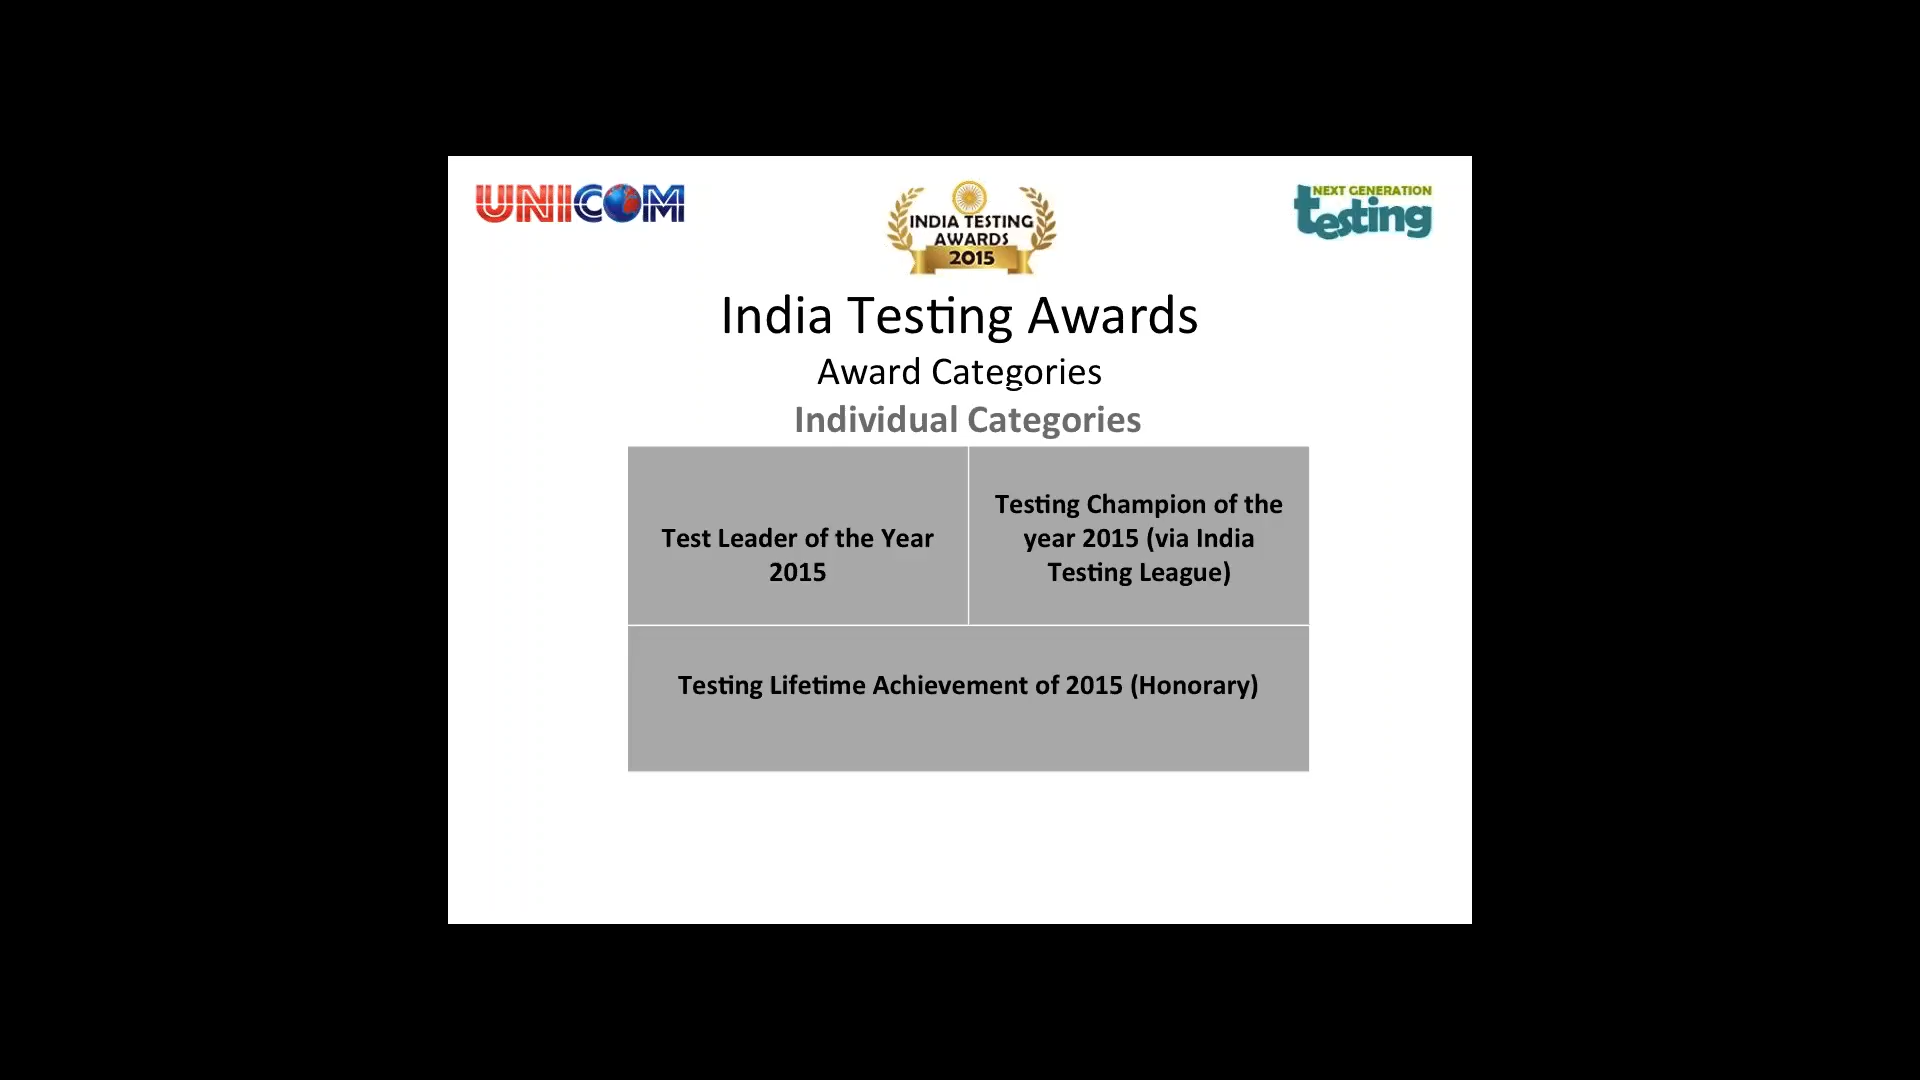 UNICOM
INDIA TESTING
AWARDS
2015
NEXT GENERATION
testing
India Testing Awards
Award Categories
Individual Categories
Test Leader of the Year
2015
Testing Champion of the
year 2015 (via India
Testing League)
Testing Lifetime Achievement of 2015 (Honorary)